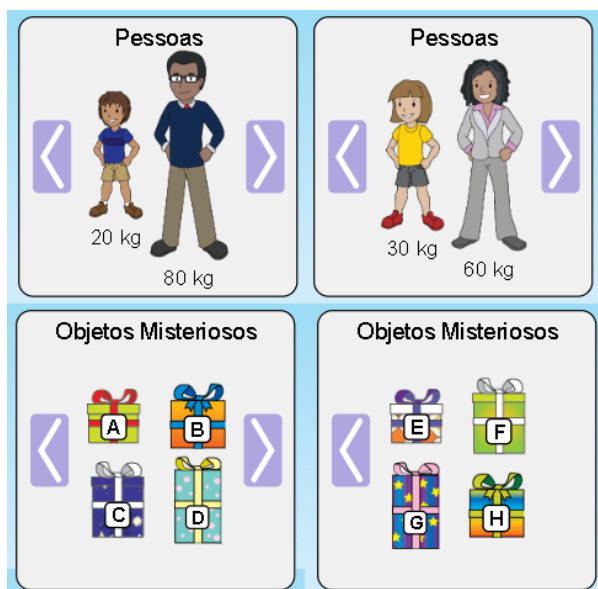 Pessoas
20 kg
80 kg
Pessoas
30 kg
60 kg
Objetos Misteriosos
A
B
C
D
Objetos Misteriosos
E
F
G
H